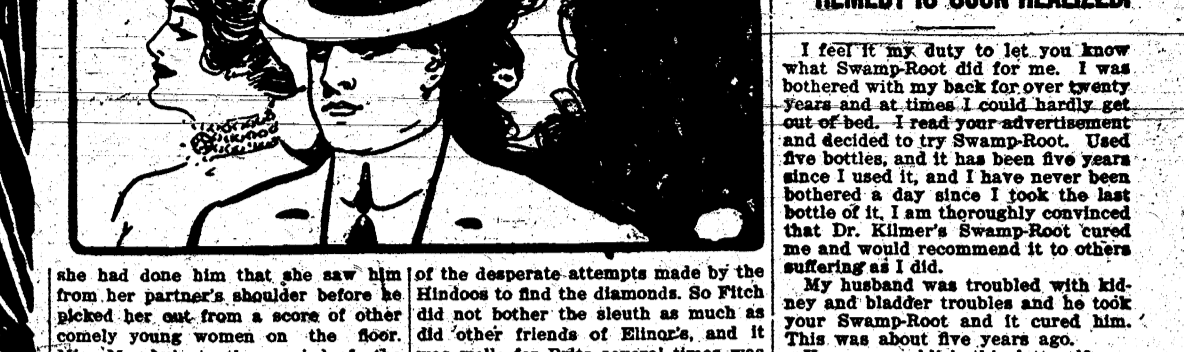 she had done him that she saw him
from her partner's shoulder before he
picked her out from a score of other
comely young women on the floor.
of the desperate attempts made by the
Hindoos to find the diamonds. So Fitch
did not bother the sleuth as much as
did other friends of Elinor's, and it
REMEDY IS SOON REALIZED.
I feel it my duty to let you know
what Swamp-Root did for me. I was
bothered with my back for over twenty
years and at times I could hardly get
out of bed. I read your advertisement
and decided to try Swamp-Root. Used
five bottles, and it has been five years
since I used it, and I have never been
bothered a day since I took the last
bottle of it. I am thoroughly convinced
that Dr. Kilmer's Swamp-Root cured
me and would recommend it to others
suffering as I did.
My husband was troubled with kid-
ney and bladder troubles and he took
your Swamp-Root and it cured him.
This was about five years ago.